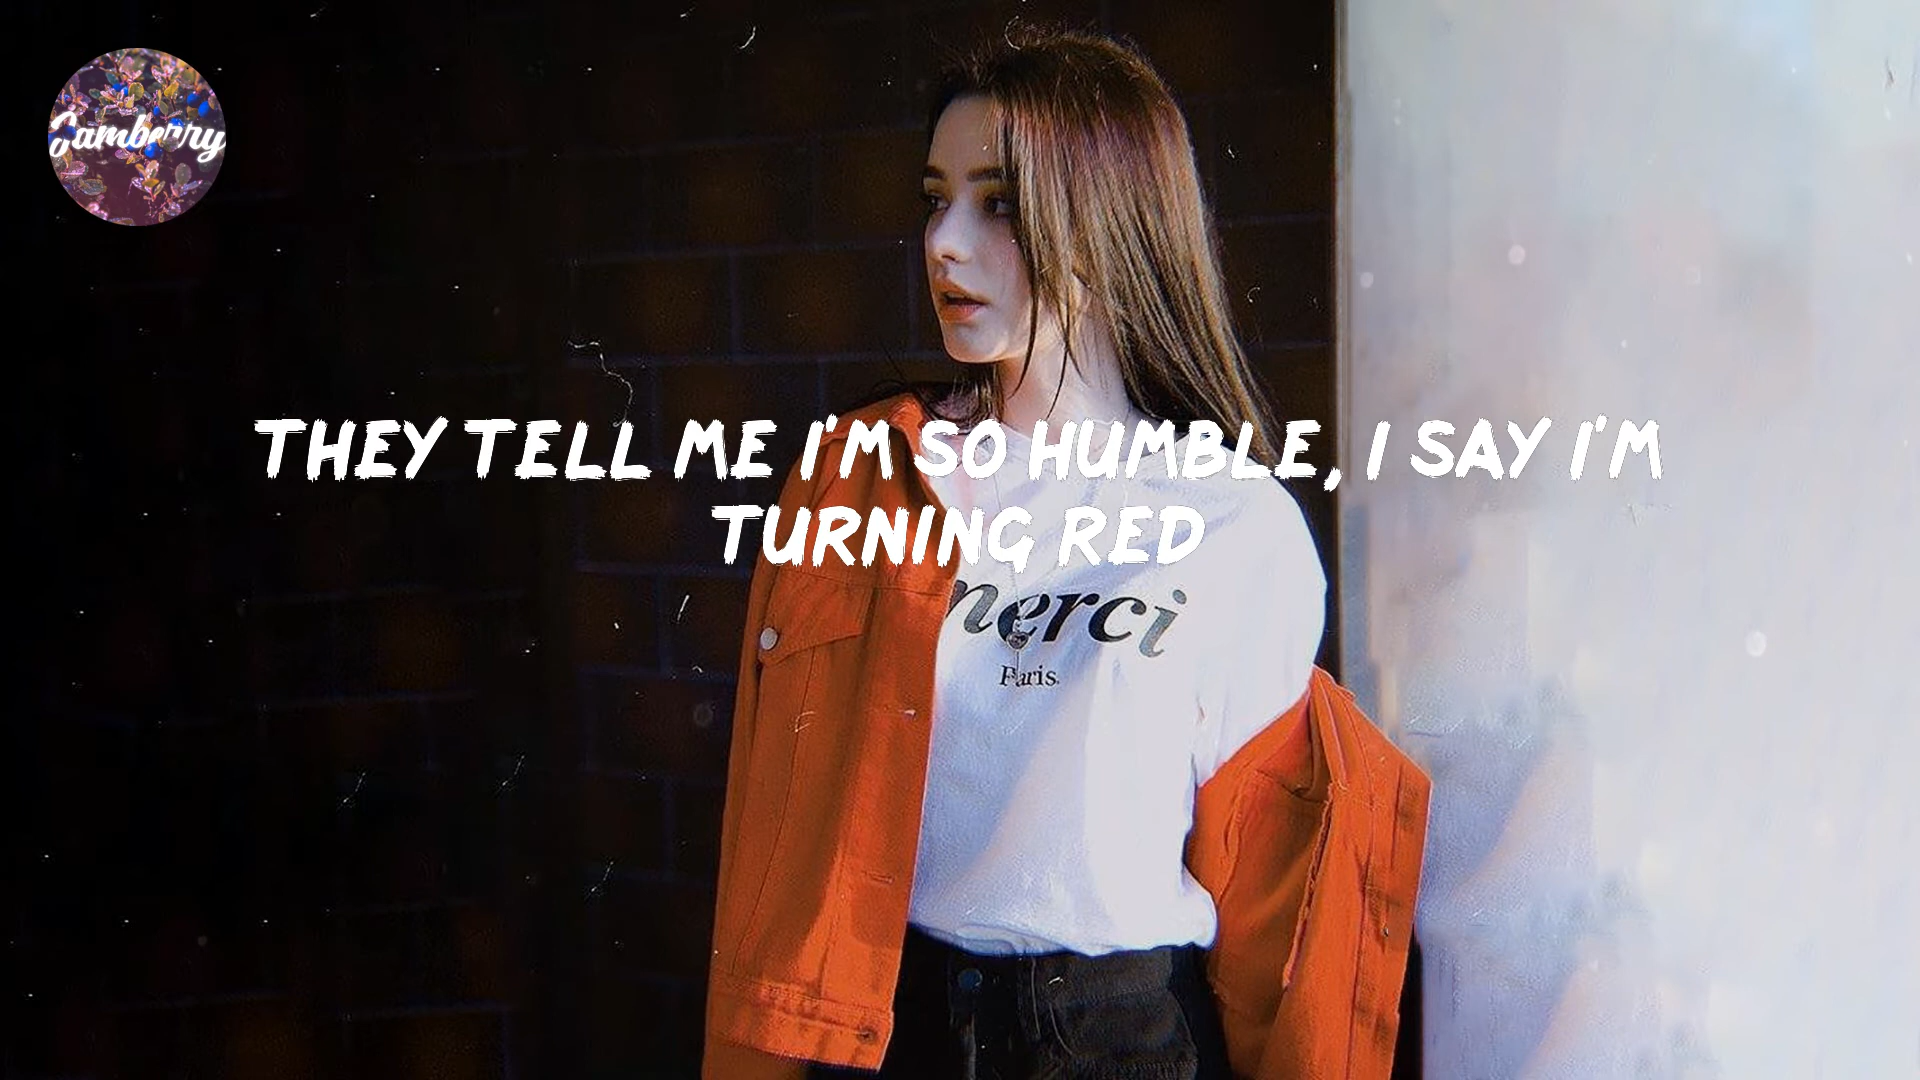 Camberry
THEY TELL ME I'M SO HUMBLE, I SAY I'M
TURNING RED
merci
Paris.